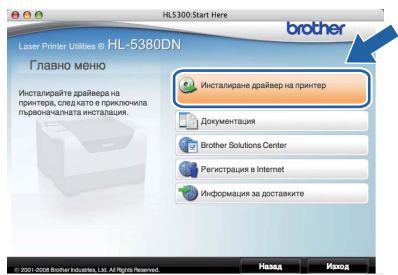 HL5300:Start Here
brother
Laser Printer Utilities ® HL-5380DN
Главно меню
Инсталирайте драйвера на
принтера, след като е приключила
първоначалната инсталация.
Инсталиране драйвер на принтер
Документация
Brother Solutions Center
Регистрация в Internet
Информация за доставките
© 2001-2008 Brother Industries, Ltd. All Rights Reserved.
Назад
Изход